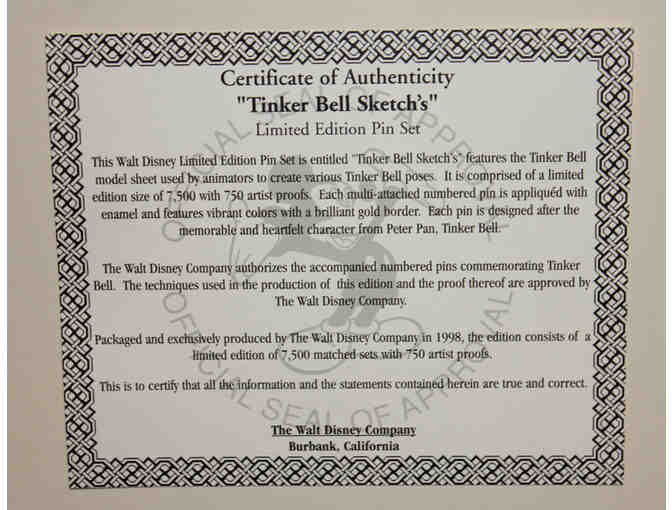 Certificate of Authenticity
"Tinker Bell Sketch's"
Limited Edition Pin Set
This Walt Disney Limited Edition Pin Set is entitled "Tinker Bell Sketch's" features the Tinker Bell
model sheet used by animators to create various Tinker Bell poses. It is comprised of a limited
edition size of 7,500 with 750 artist proofs. Each multi-attached numbered pin is appliquéd with
enamel and features vibrant colors with a brilliant gold border. Each pin is designed after the
memorable and heartfelt character from Peter Pan, Tinker Bell.
The Walt Disney Company authorizes the accompanied numbered pins commemorating Tinker
Bell. The techniques used in the production of this edition and the proof thereof are approved by
The Walt Disney Company.
Packaged and exclusively produced by The Walt Disney Company in 1998, the edition consists of a
limited edition of 7,500 matched sets with 750 artist proofs.
This is to certify that all the information and the statements contained herein are true and correct.
The Walt Disney Company
Burbank, California
OFFICIAL SEAL OF APPROVAL
OFFICIAL SEAL OF APPROVAL